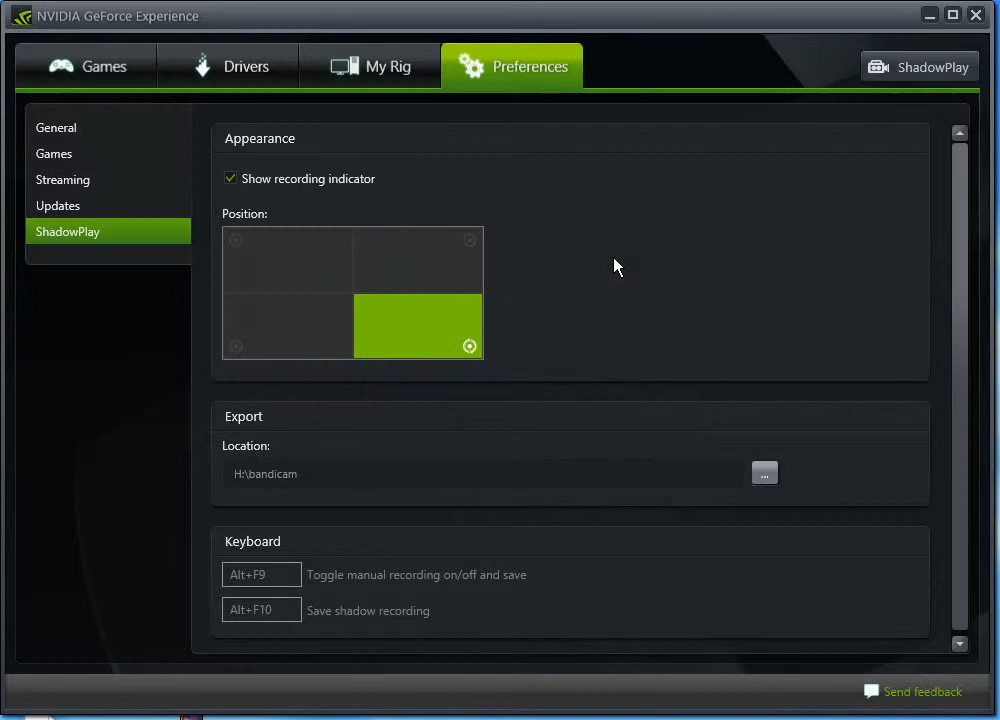 NVIDIA GeForce Experience
Games
Drivers
My Rig
Preferences
ShadowPlay
General
Games
Streaming
Updates
ShadowPlay
Appearance
Show recording indicator
Position:
Export
Location:
H:\bandicam
...
Keyboard
Alt+F9 Toggle manual recording on/off and save
Alt+F10 Save shadow recording
Send feedback